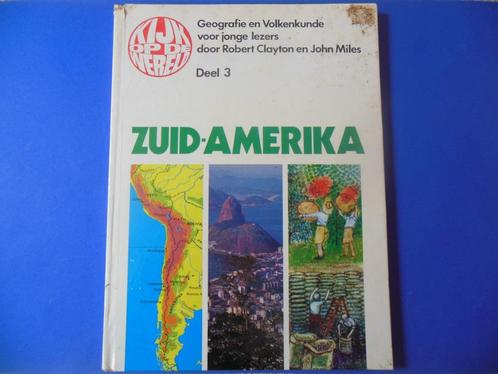 KIJK
OP DE
WERELD
Geografie en Volkenkunde
voor jonge lezers
door Robert Clayton en John Miles
Deel 3
ZUID-AMERIKA